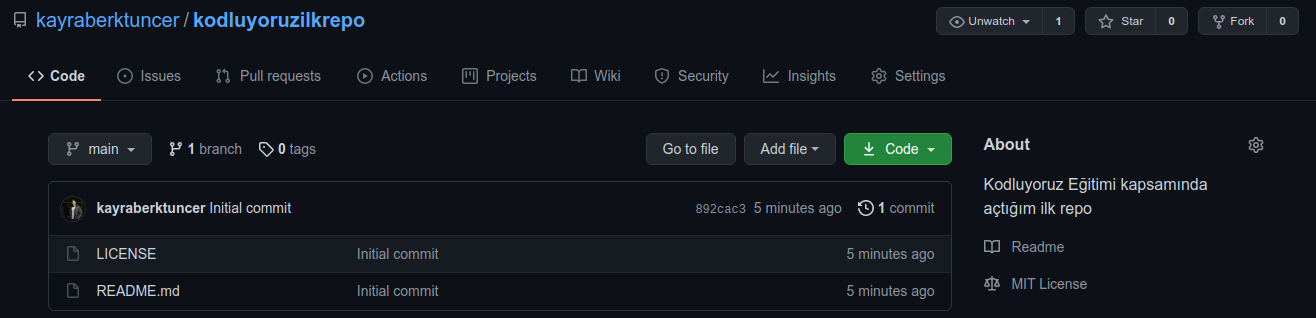 kayraberktuncer / kodluyoruzilkrepo
Unwatch 1 Star 0 Fork 0
Code Issues Pull requests Actions Projects Wiki Security Insights Settings
main 1 branch 0 tags Go to file Add file Code
kayraberktuncer Initial commit 892cac3 5 minutes ago 1 commit
LICENSE Initial commit 5 minutes ago
README.md Initial commit 5 minutes ago
About
Kodluyoruz Eğitimi kapsamında
açtığım ilk repo
Readme
MIT License